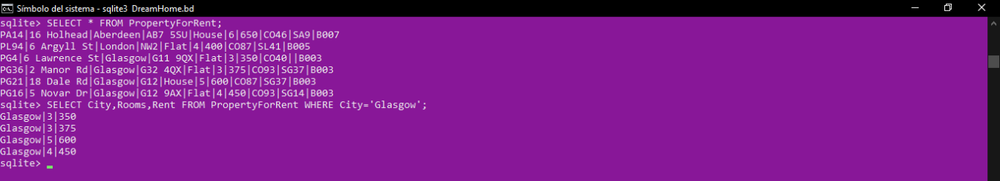 Símbolo del sistema - sqlite3 DreamHome.bd
sqlite> SELECT * FROM PropertyForRent;
PA14|16 Holhead|Aberdeen|AB7 5SU|House|6|650|CO46|SA9|B007
PL94|6 Argyll St|London|NW2|Flat|4|400|CO87|SL41|B005
PG4|6 Lawrence St|Glasgow|G11 9QX|Flat|3|350|CO40||B003
PG36|2 Manor Rd|Glasgow|G32 4QX|Flat|3|375|CO93|SG37|B003
PG21|18 Dale Rd|Glasgow|G12|House|5|600|CO87|SG37|B003
PG16|5 Novar Dr|Glasgow|G12 9AX|Flat|4|450|CO93|SG14|B003
sqlite> SELECT City,Rooms,Rent FROM PropertyForRent WHERE City='Glasgow';
Glasgow|3|350
Glasgow|3|375
Glasgow|5|600
Glasgow|4|450
sqlite>